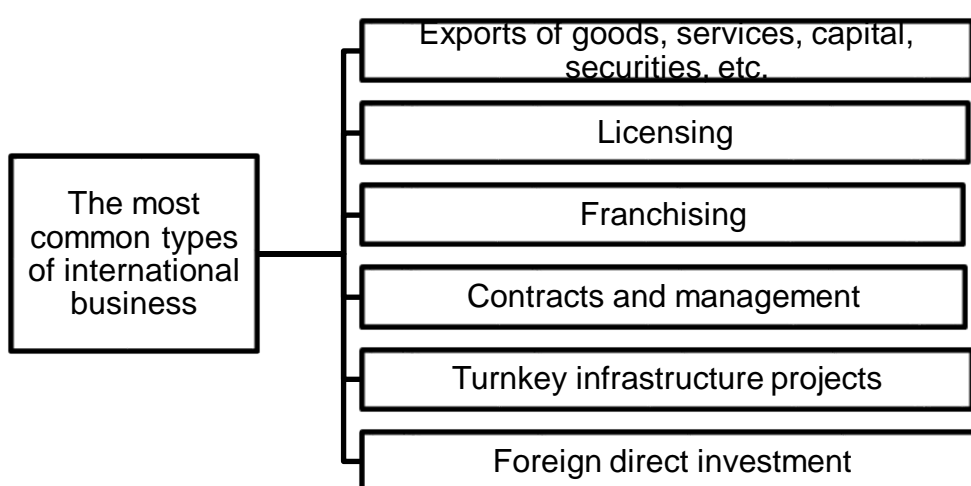 Exports of goods, services, capital,
securities, etc.
Licensing
The most
common types
of international
business
Franchising
Contracts and management
Turnkey infrastructure projects
Foreign direct investment